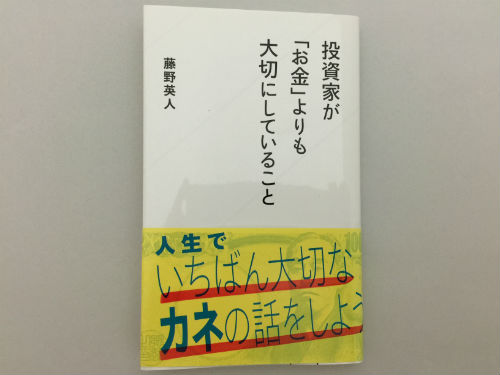 投資家が
「お金」よりも
大切にしていること
藤野英人
人生で
いちばん大切な
カネの話をしよう